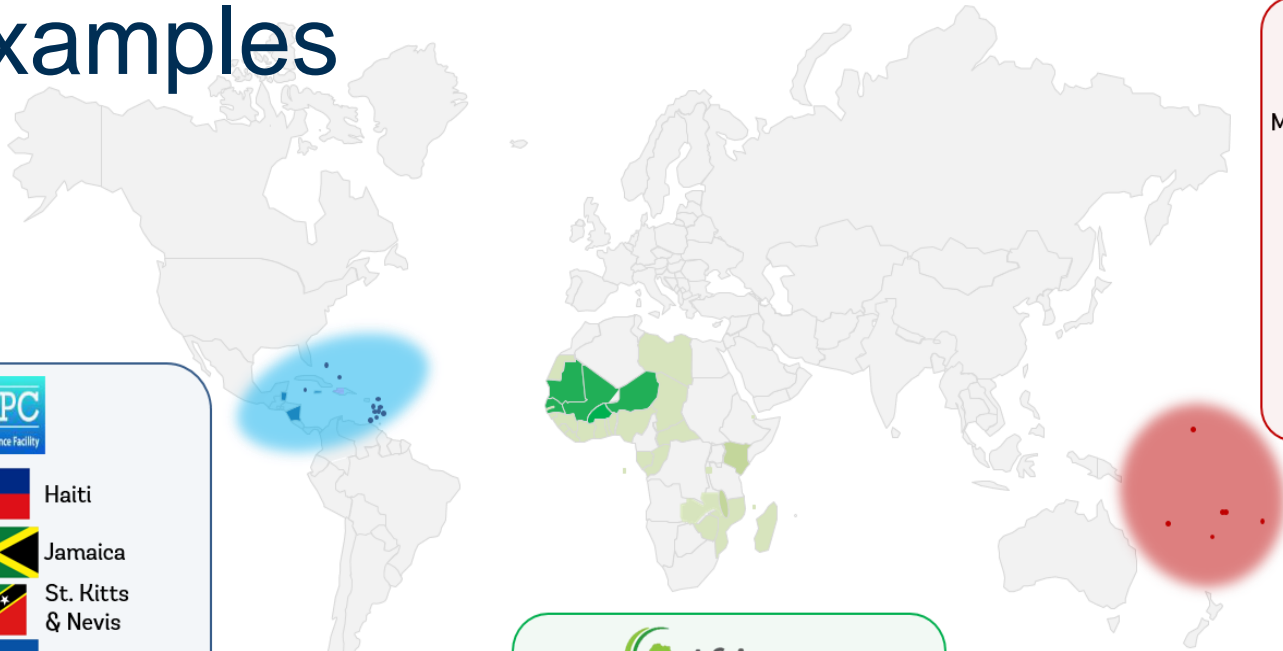 xamples
M
PC
nce Facility
Haiti
Jamaica
St. Kitts
& Nevis